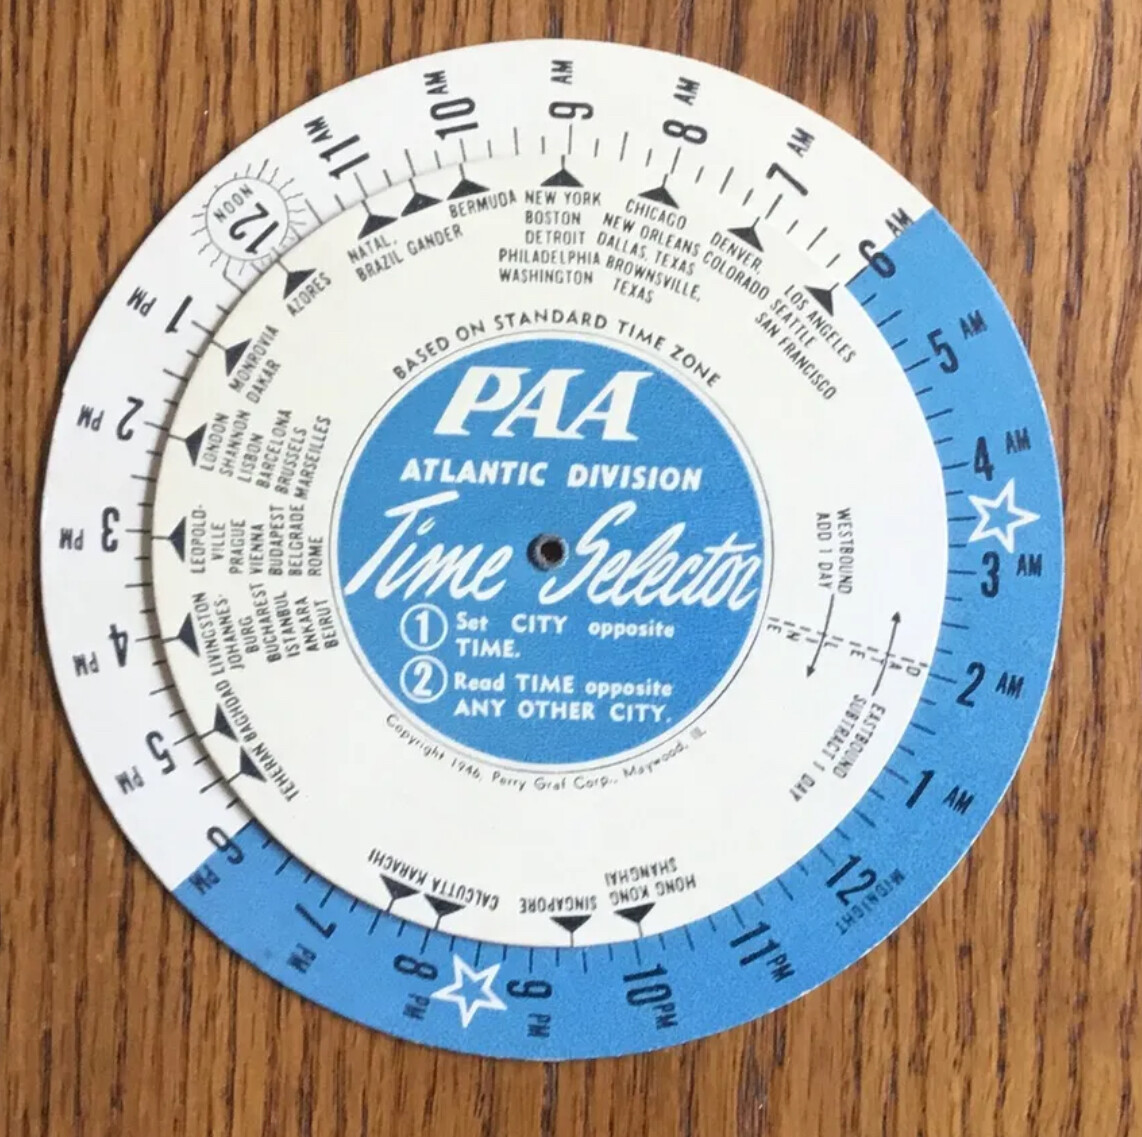 12 NOON
11 AM
10 AM
9 AM
8 AM
7 AM
6 AM
5 AM
4 AM
3 AM
2 AM
1 AM
12 MIDNIGHT
11 PM
10 PM
9 PM
8 PM
7 PM
6 PM
5 PM
4 PM
3 PM
2 PM
1 PM
AZORES
NATAL,
BRAZIL
GANDER
BERMUDA
NEW YORK
BOSTON
DETROIT
PHILADELPHIA
WASHINGTON
CHICAGO
NEW ORLEANS
DALLAS, TEXAS
BROWNSVILLE,
TEXAS
DENVER,
COLORADO
LOS ANGELES
SEATTLE
SAN FRANCISCO
WESTBOUND
ADD 1 DAY
DATE LINE
EASTBOUND
SUBTRACT 1 DAY
HONG KONG
SHANGHAI
SINGAPORE
CALCUTTA
KARACHI
TEHERAN
BAGHDAD
LIVINGSTON
JOHANNES-
BURG
BUCHAREST
ISTANBUL
ANKARA
BEIRUT
LEOPOLD-
VILLE
PRAGUE
VIENNA
BUDAPEST
BELGRADE
ROME
LONDON
SHANNON
LISBON
BARCELONA
BRUSSELS
MARSEILLES
MONROVIA
DAKAR
BASED ON STANDARD TIME ZONE
PAA
ATLANTIC DIVISION
Time Selector
1 Set CITY opposite
TIME.
2 Read TIME opposite
ANY OTHER CITY.
Copyright 1946, Perry Graf Corp., Maywood, Ill.